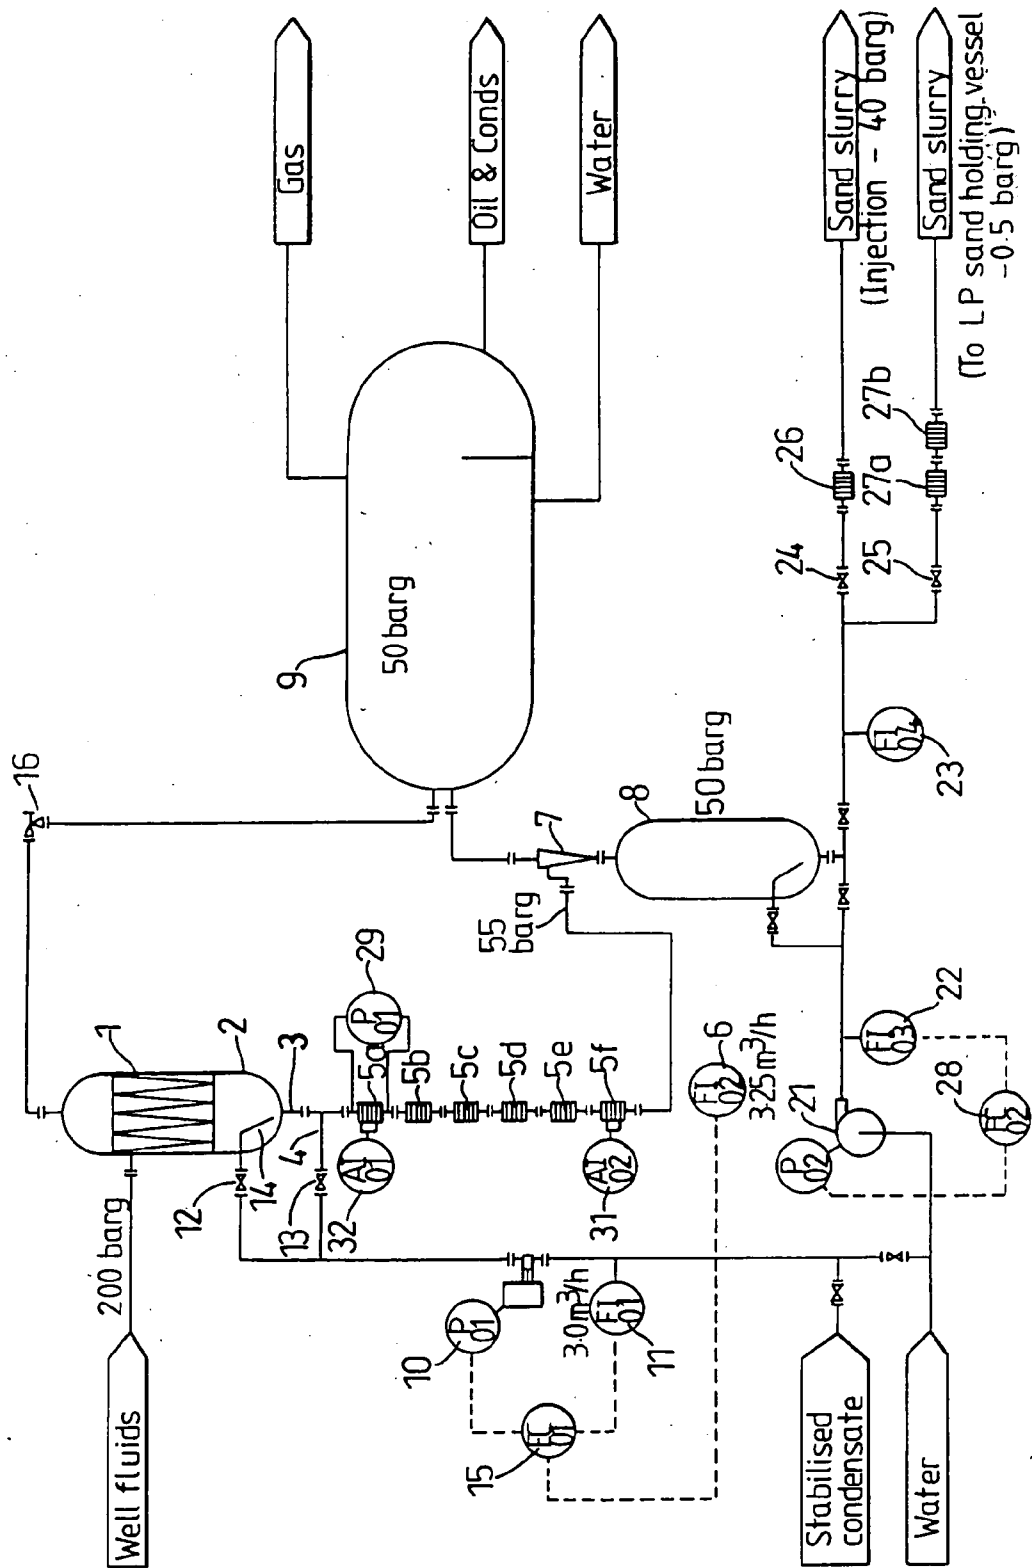 Well fluids
200 barg
1
2
3
4
12
14
13
32
AI
01
16
9
50 barg
Gas
Oil & Conds
Water
29
P
01
5a
5b
5c
5d
5e
5f
AI
02
31
10
P
01
15
FC
01
3.0m³/h
FI
01
11
55
barg
7
8
50 barg
FI
02
6
3.25m³/h
Stabilised
condensate
Water
P
02
21
FI
03
22
FC
02
28
FI
04
23
24
25
26
27a
27b
Sand slurry
(Injection - 40 barg)
Sand slurry
(To LP sand holding vessel
-0.5 barg)